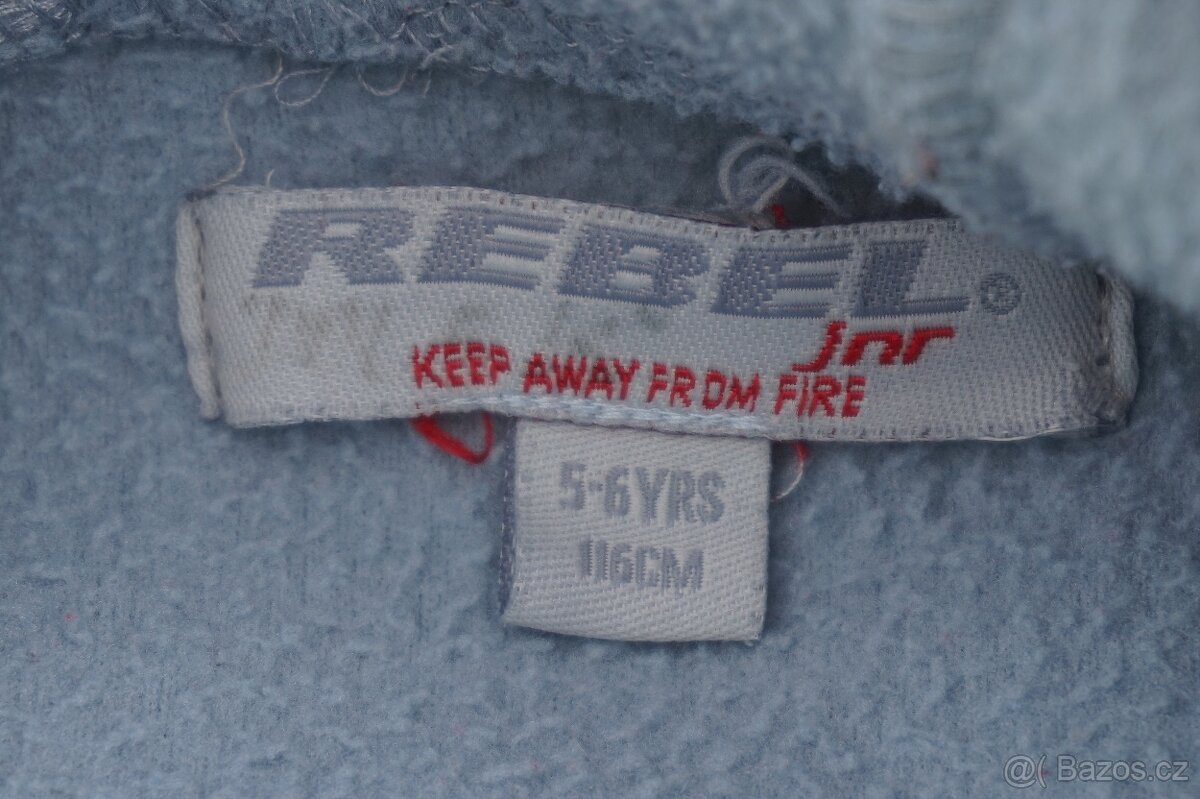 REBEL®
jnr
KEEP AWAY FROM FIRE
5-6YRS
116CM
@( Bazos.cz